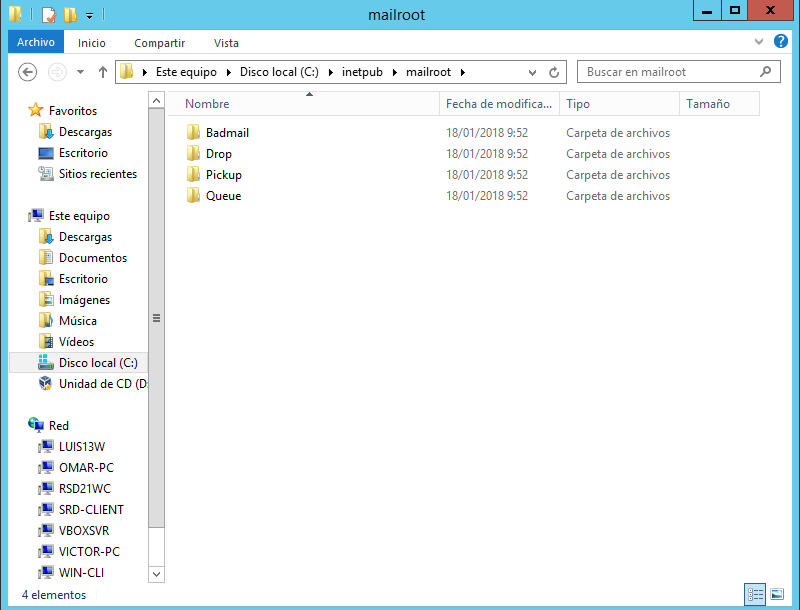 mailroot
Archivo Inicio Compartir Vista
Este equipo Disco local (C:) inetpub mailroot
Buscar en mailroot
Nombre Fecha de modifica... Tipo Tamaño
Badmail 18/01/2018 9:52 Carpeta de archivos
Drop 18/01/2018 9:52 Carpeta de archivos
Pickup 18/01/2018 9:52 Carpeta de archivos
Queue 18/01/2018 9:52 Carpeta de archivos
Favoritos
Descargas
Escritorio
Sitios recientes
Este equipo
Descargas
Documentos
Escritorio
Imágenes
Música
Vídeos
Disco local (C:)
Unidad de CD (D:
Red
LUIS13W
OMAR-PC
RSD21WC
SRD-CLIENT
VBOXSVR
VICTOR-PC
WIN-CLI
4 elementos